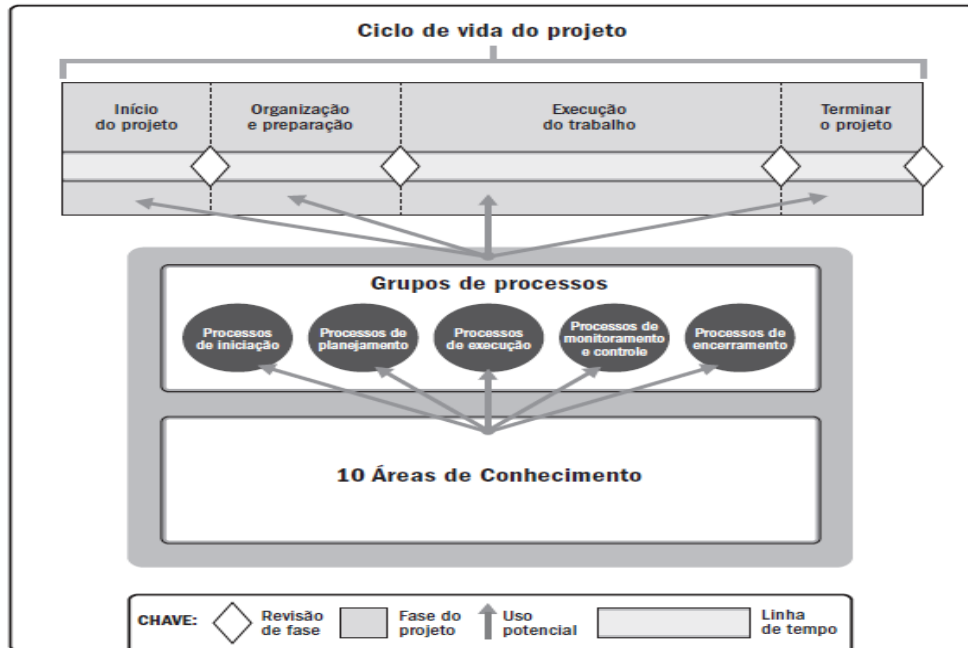 Ciclo de vida do projeto
Início
do projeto
Organização
e preparação
Execução
do trabalho
Terminar
o projeto
Grupos de processos
Processos
de iniciação
Processos de
planejamento
Processos
de execução
Processos de
monitoramento
e controle
Processos de
encerramento
10 Áreas de Conhecimento
CHAVE:
Revisão
de fase
Fase do
projeto
Uso
potencial
Linha
de tempo